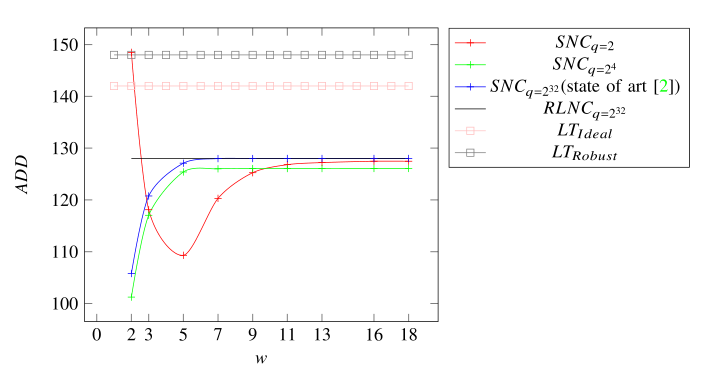 150
140
130
120
110
100
ADD
0 2 3 5 7 9 11 13 16 18
w
SNC_{q=2}
SNC_{q=2^4}
SNC_{q=2^{32}}(state of art [2])
RLNC_{q=2^{32}}
LT_{Ideal}
LT_{Robust}